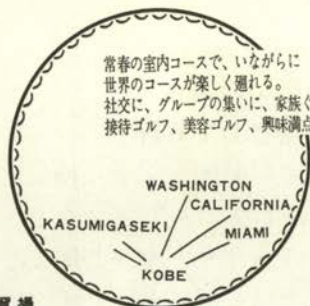 常春の室内コースで、いながらに
世界のコースが楽しく廻れる。
社交に、グループの集いに、家族ぐ
接待ゴルフ、美容ゴルフ、興味満点
WASHINGTON
CALIFORNIA
KASUMIGASEKI
MIAMI
KOBE